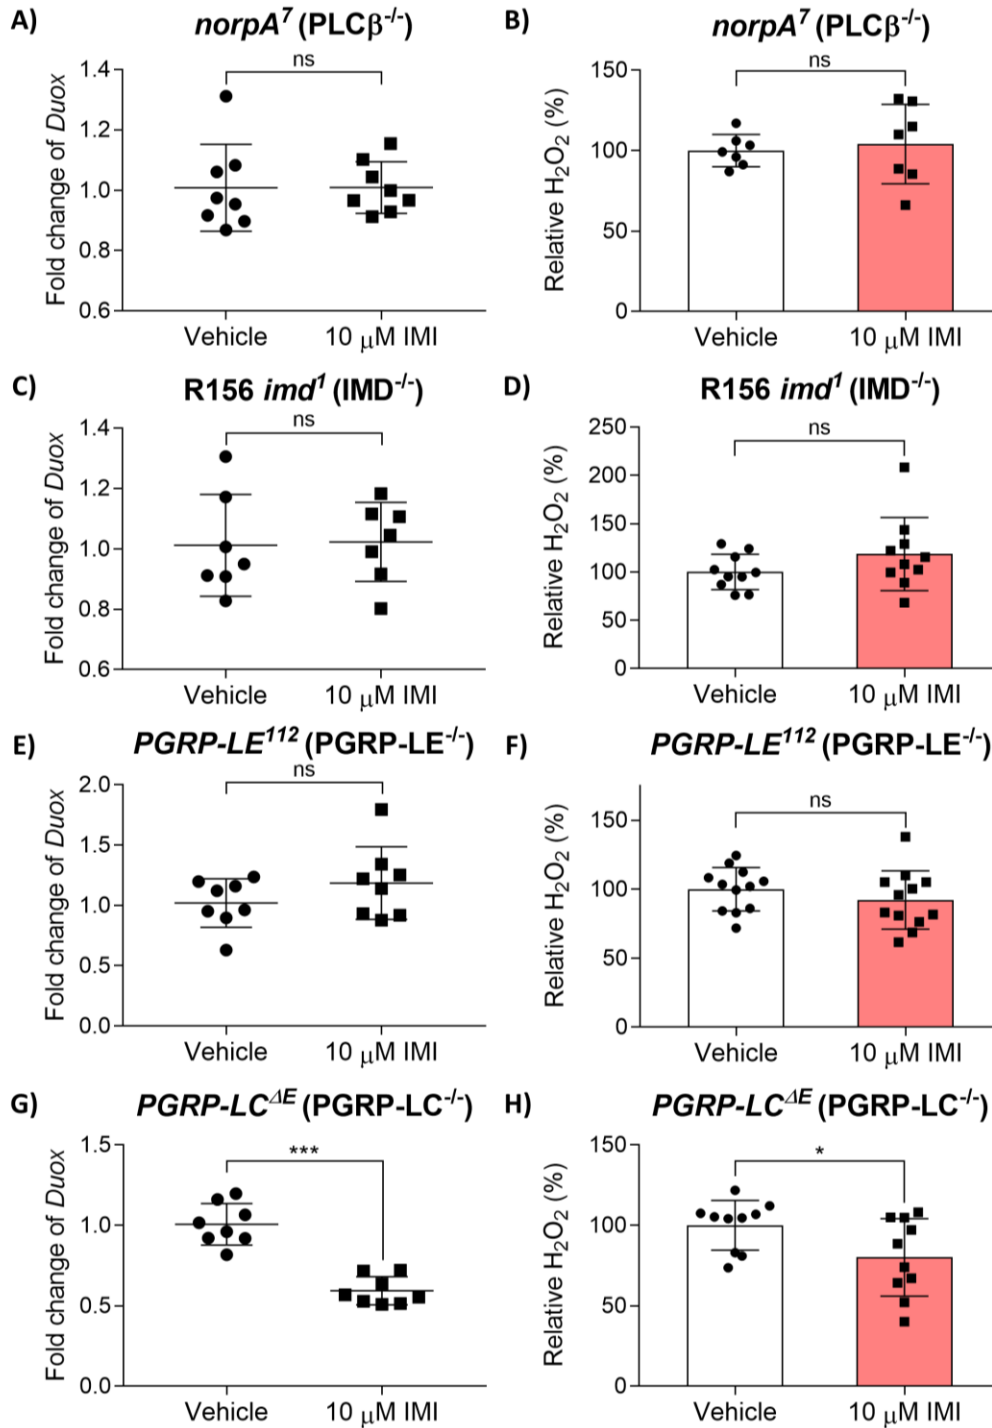 A)
norpA⁷ (PLCβ⁻/⁻)
Fold change of Duox
1.4
1.2
1.0
0.8
0.6
ns
Vehicle
10 μM IMI
B)
norpA⁷ (PLCβ⁻/⁻)
Relative H₂O₂ (%)
150
100
50
0
ns
Vehicle
10 μM IMI
C)
R156 imd¹ (IMD⁻/⁻)
Fold change of Duox
1.4
1.2
1.0
0.8
0.6
ns
Vehicle
10 μM IMI
D)
R156 imd¹ (IMD⁻/⁻)
Relative H₂O₂ (%)
250
200
150
100
50
0
ns
Vehicle
10 μM IMI
E)
PGRP-LE¹¹² (PGRP-LE⁻/⁻)
Fold change of Duox
2.0
1.5
1.0
0.5
0.0
ns
Vehicle
10 μM IMI
F)
PGRP-LE¹¹² (PGRP-LE⁻/⁻)
Relative H₂O₂ (%)
150
100
50
0
ns
Vehicle
10 μM IMI
G)
PGRP-LC^ΔE (PGRP-LC⁻/⁻)
Fold change of Duox
1.5
1.0
0.5
0.0
***
Vehicle
10 μM IMI
H)
PGRP-LC^ΔE (PGRP-LC⁻/⁻)
Relative H₂O₂ (%)
150
100
50
0
*
Vehicle
10 μM IMI